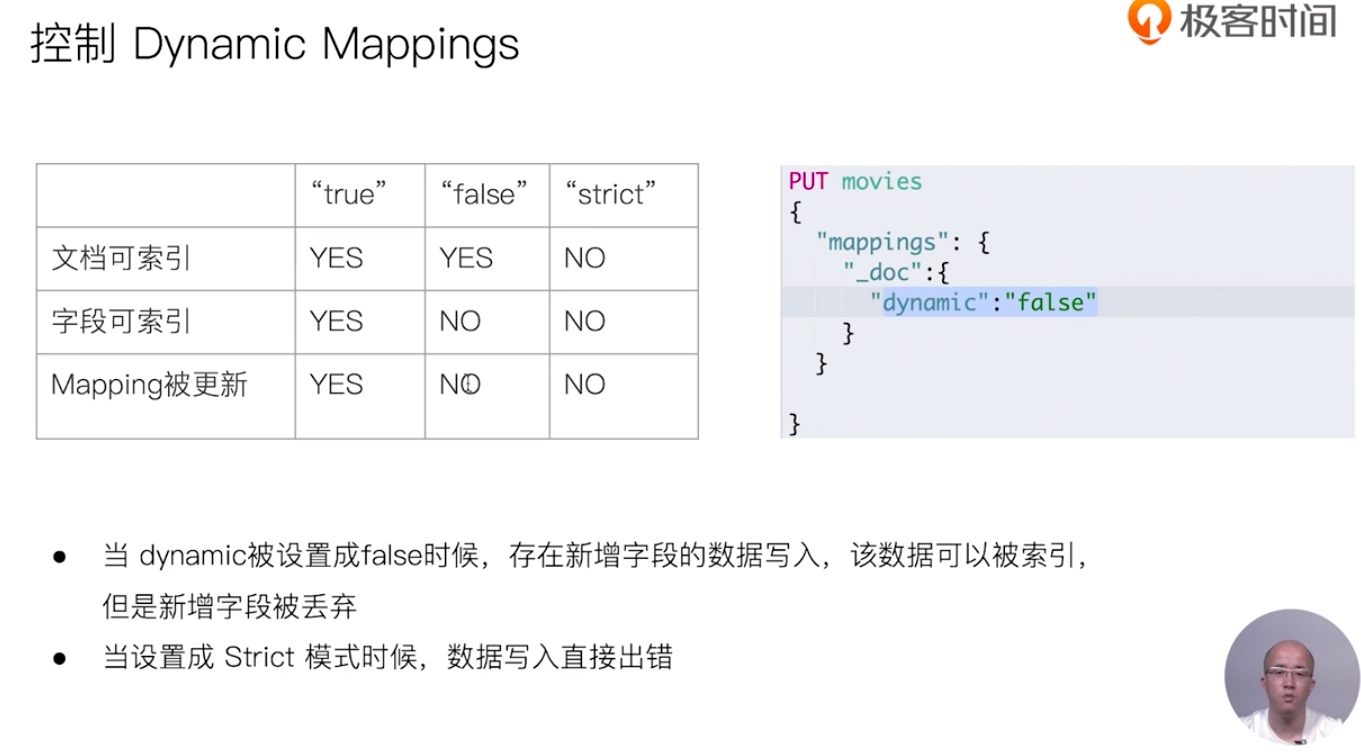 控制 Dynamic Mappings
极客时间
“true” “false” “strict”
文档可索引 YES YES NO
字段可索引 YES NO NO
Mapping被更新 YES NO NO
PUT movies
{
"mappings": {
"_doc":{
"dynamic":"false"
}
}
}
● 当 dynamic被设置成false时候，存在新增字段的数据写入，该数据可以被索引，
但是新增字段被丢弃
● 当设置成 Strict 模式时候，数据写入直接出错